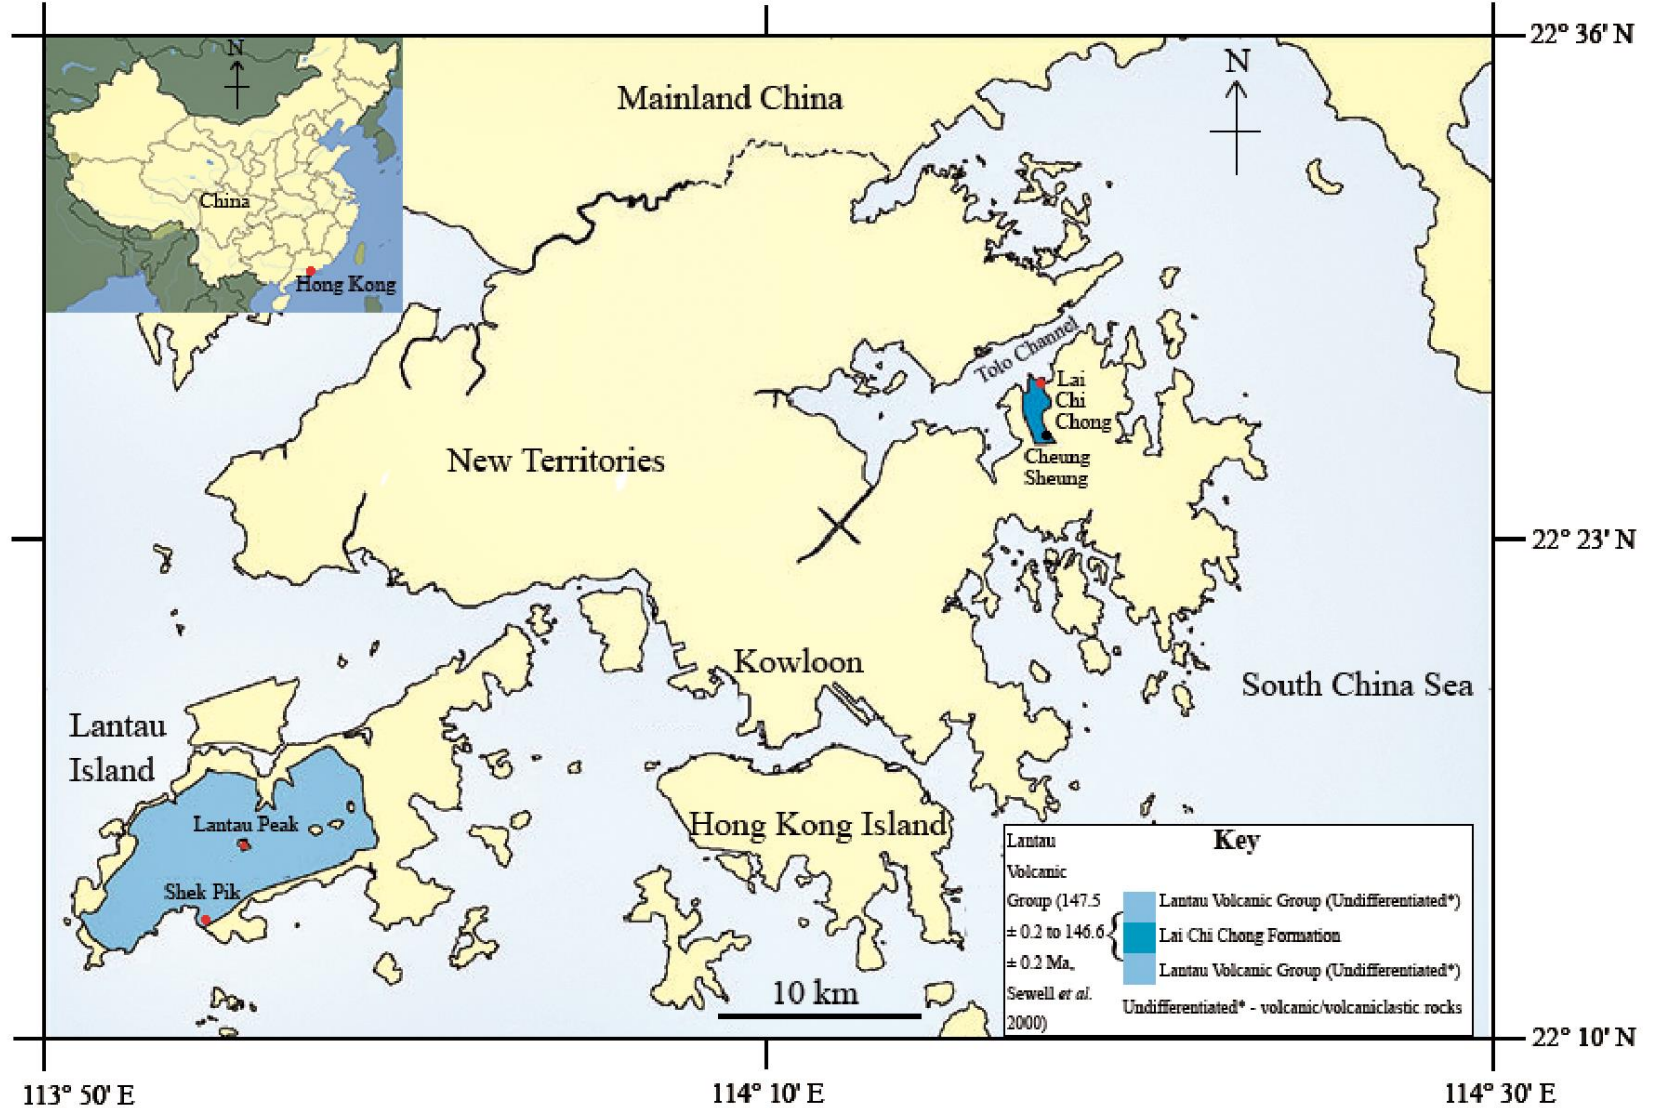 22° 36' N
N
N
Mainland China
China
Hong Kong
Tolo Channel
Lai
Chi
Chong
Cheung
Sheung
New Territories
22° 23' N
Kowloon
South China Sea
Lantau
Island
Lantau Peak
Hong Kong Island
Shek Pik
10 km
Key
Lantau
Volcanic
Group (147.5
± 0.2 to 146.6
± 0.2 Ma,
Sewell et al.
2000)
Lantau Volcanic Group (Undifferentiated*)
Lai Chi Chong Formation
Lantau Volcanic Group (Undifferentiated*)
Undifferentiated* - volcanic/volcaniclastic rocks
22° 10' N
113° 50' E
114° 10' E
114° 30' E